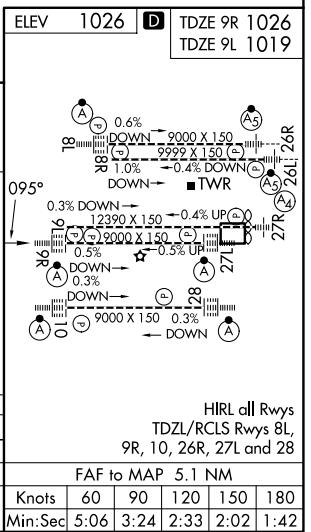 ELEV 1026 D TDZE 9R 1026
TDZE 9L 1019
A A5
P 0.6%
DOWN 9000 X 150
8L 26R
P 9999 X 150 P
8R 26L
1.0% 0.4% DOWN
DOWN A5
TWR A4
095°
0.3% DOWN
12390 X 150 0.4% UP P
9L 27R
P P 9000 X 150 P
9R 0.5% 0.5% UP 27L
A DOWN A
0.3%
DOWN P 28
10 P 9000 X 150 0.3%
A DOWN A
HIRL all Rwys
TDZL/RCLS Rwys 8L,
9R, 10, 26R, 27L and 28
FAF to MAP 5.1 NM
Knots 60 90 120 150 180
Min:Sec 5:06 3:24 2:33 2:02 1:42